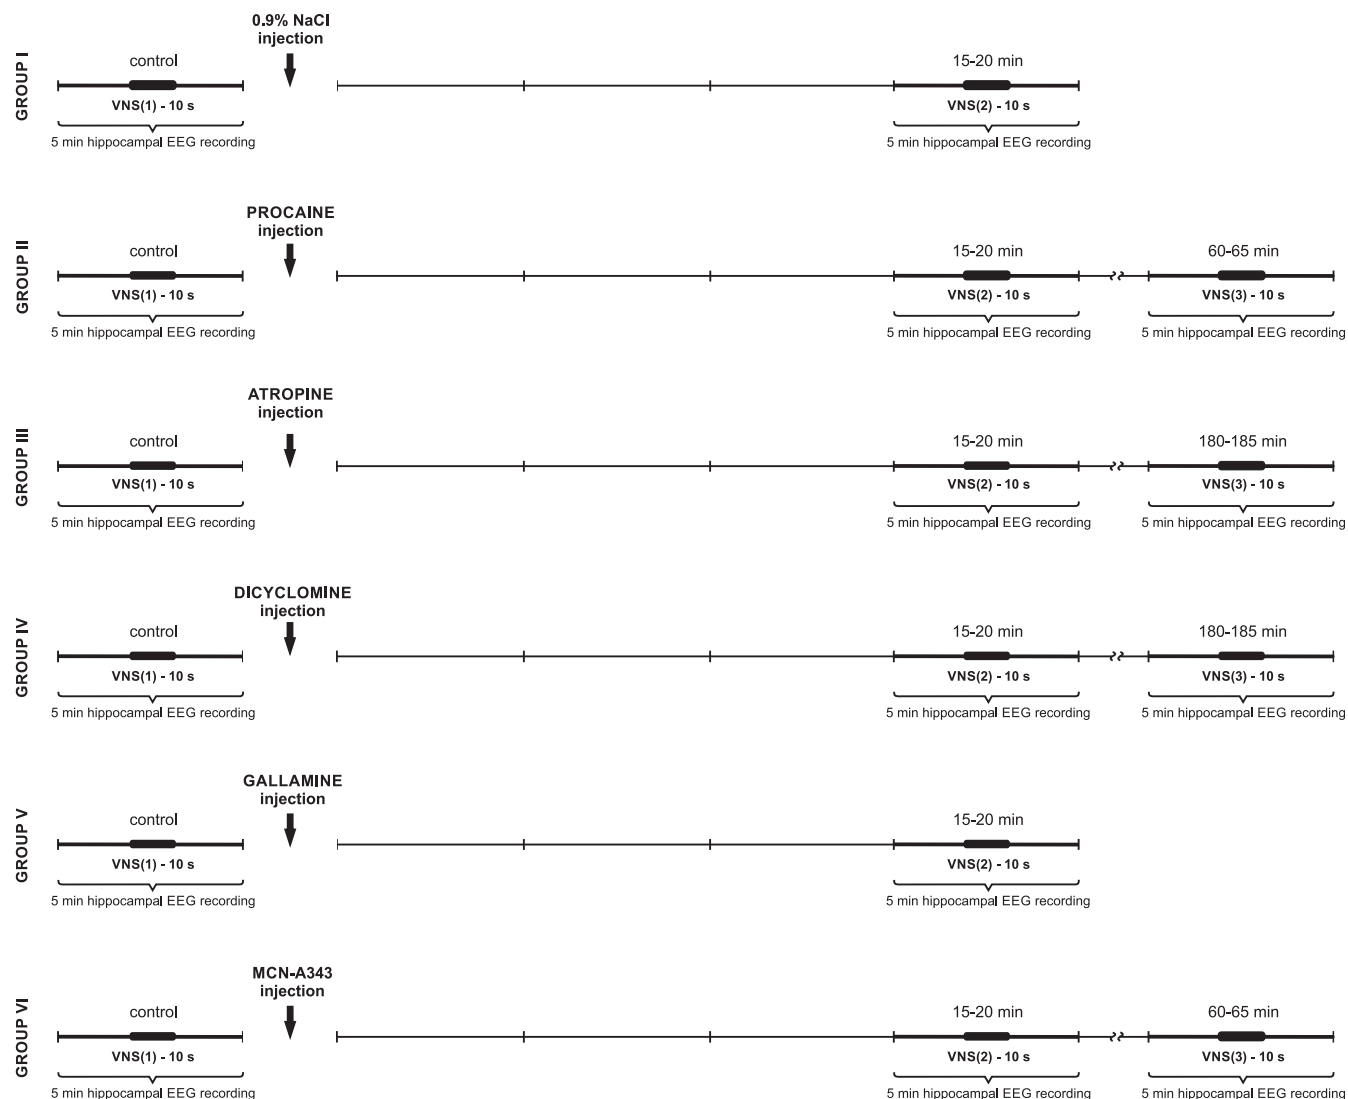 GROUP I
0.9% NaCl
injection
control
15-20 min
VNS(1) - 10 s
VNS(2) - 10 s
5 min hippocampal EEG recording
5 min hippocampal EEG recording
GROUP II
PROCAINE
injection
control
15-20 min
60-65 min
VNS(1) - 10 s
VNS(2) - 10 s
VNS(3) - 10 s
5 min hippocampal EEG recording
5 min hippocampal EEG recording
5 min hippocampal EEG recording
GROUP III
ATROPINE
injection
control
15-20 min
180-185 min
VNS(1) - 10 s
VNS(2) - 10 s
VNS(3) - 10 s
5 min hippocampal EEG recording
5 min hippocampal EEG recording
5 min hippocampal EEG recording
GROUP IV
DICYCLOMINE
injection
control
15-20 min
180-185 min
VNS(1) - 10 s
VNS(2) - 10 s
VNS(3) - 10 s
5 min hippocampal EEG recording
5 min hippocampal EEG recording
5 min hippocampal EEG recording
GROUP V
GALLAMINE
injection
control
15-20 min
VNS(1) - 10 s
VNS(2) - 10 s
5 min hippocampal EEG recording
5 min hippocampal EEG recording
GROUP VI
MCN-A343
injection
control
15-20 min
60-65 min
VNS(1) - 10 s
VNS(2) - 10 s
VNS(3) - 10 s
5 min hippocampal EEG recording
5 min hippocampal EEG recording
5 min hippocampal EEG recording